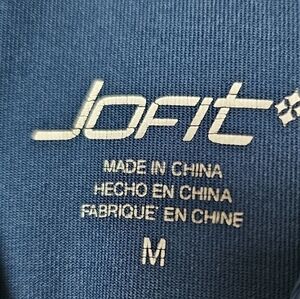 JOFIT
MADE IN CHINA
HECHO EN CHINA
FABRIQUE' EN CHINE
M